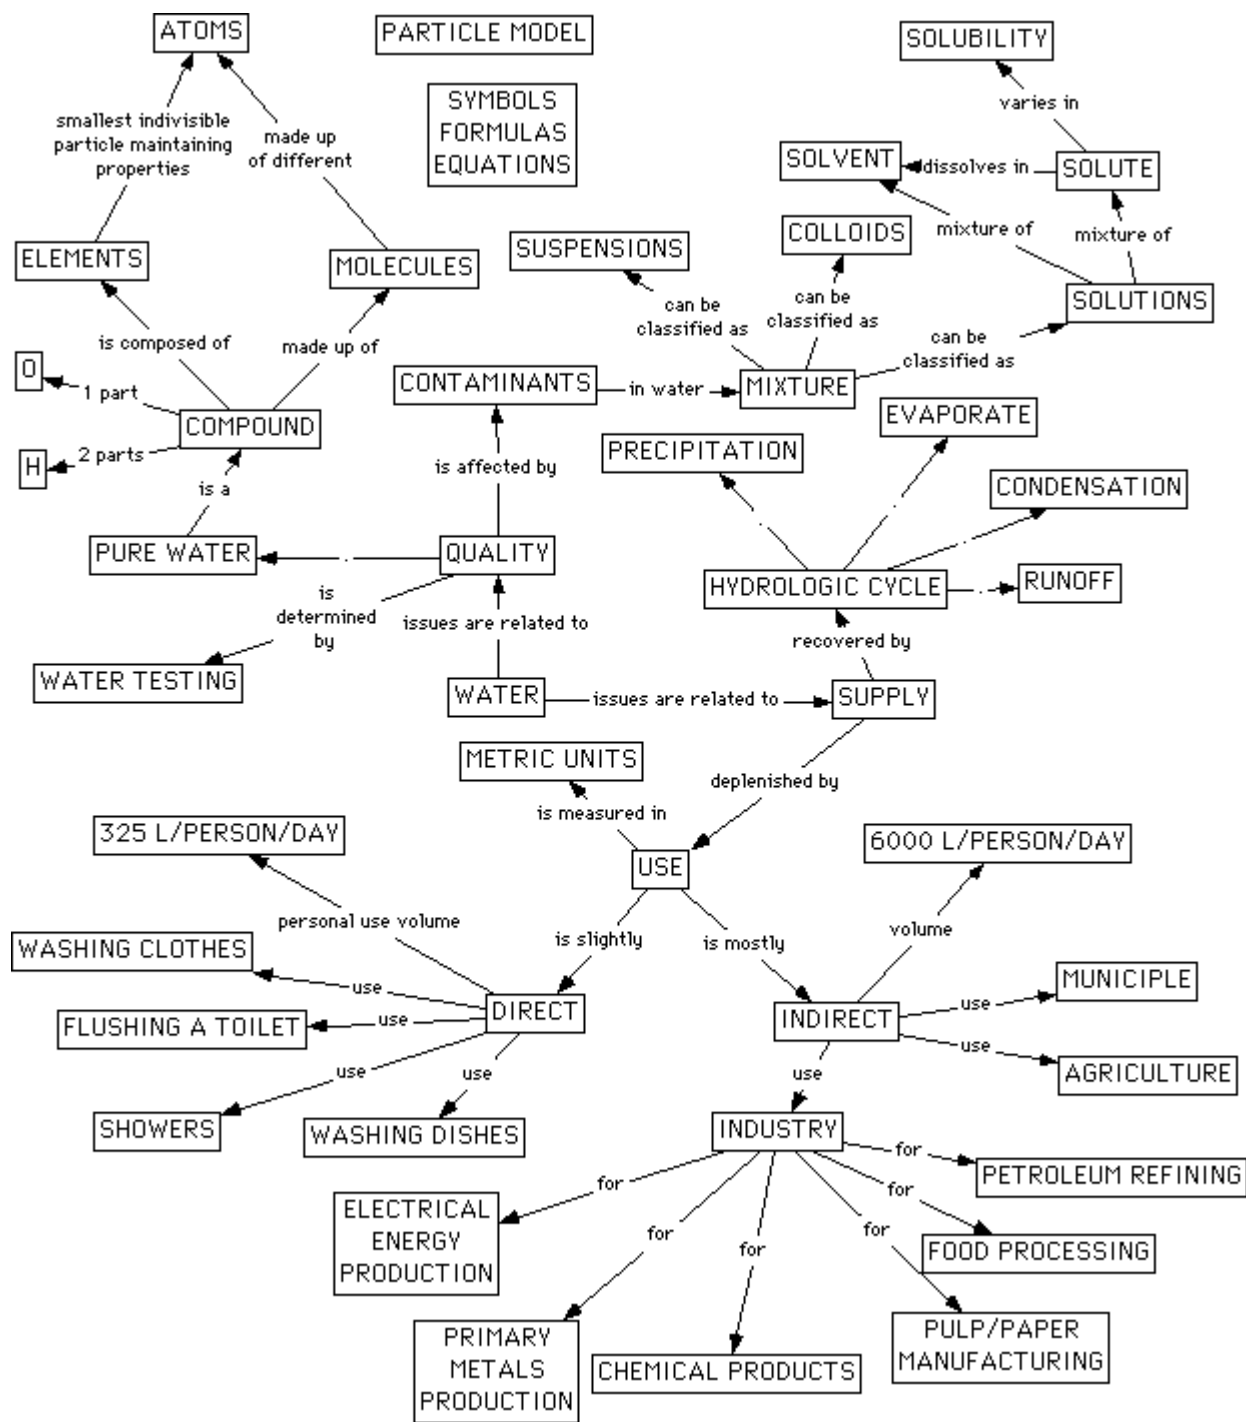 ATOMS
PARTICLE MODEL
SOLUBILITY
SYMBOLS
FORMULAS
EQUATIONS
smallest indivisible
particle maintaining
properties
made up
of different
varies in
SOLVENT
dissolves in
SOLUTE
COLLOIDS
mixture of
mixture of
SUSPENSIONS
ELEMENTS
MOLECULES
SOLUTIONS
can be
classified as
can be
classified as
can be
classified as
is composed of
made up of
O
1 part
CONTAMINANTS
in water
MIXTURE
COMPOUND
EVAPORATE
H
2 parts
PRECIPITATION
is a
is affected by
CONDENSATION
PURE WATER
QUALITY
HYDROLOGIC CYCLE
RUNOFF
is
determined
by
issues are related to
recovered by
WATER TESTING
WATER
issues are related to
SUPPLY
METRIC UNITS
deplenished by
is measured in
325 L/PERSON/DAY
6000 L/PERSON/DAY
USE
personal use volume
volume
WASHING CLOTHES
is slightly
is mostly
use
MUNICIPLE
FLUSHING A TOILET
use
DIRECT
INDIRECT
use
use
use
use
use
AGRICULTURE
SHOWERS
WASHING DISHES
INDUSTRY
for
PETROLEUM REFINING
for
for
ELECTRICAL
ENERGY
PRODUCTION
for
for
for
FOOD PROCESSING
PRIMARY
METALS
PRODUCTION
CHEMICAL PRODUCTS
PULP/PAPER
MANUFACTURING